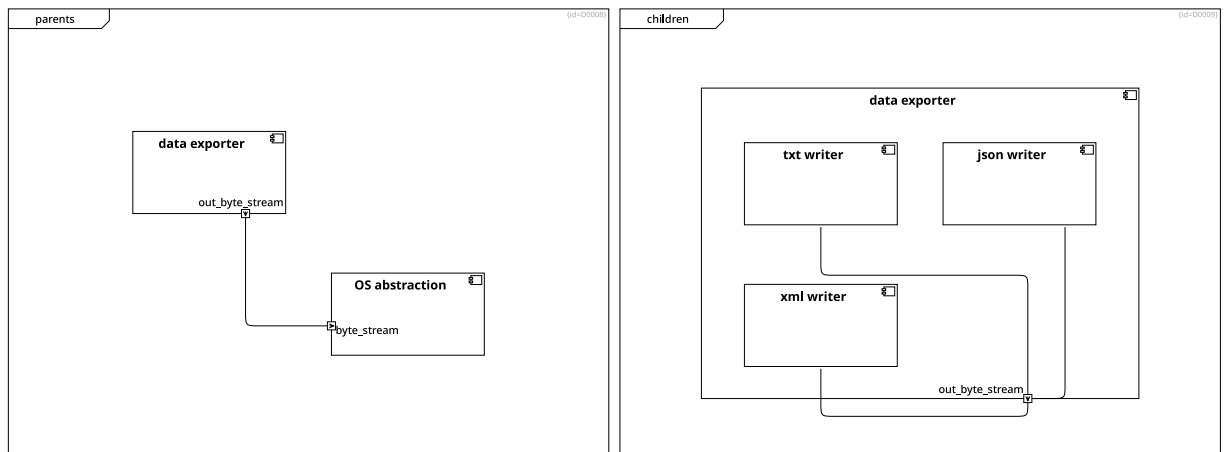 parents
{id=D0008}
data exporter
out_byte_stream
OS abstraction
byte_stream
children
{id=D0009}
data exporter
txt writer
json writer
xml writer
out_byte_stream